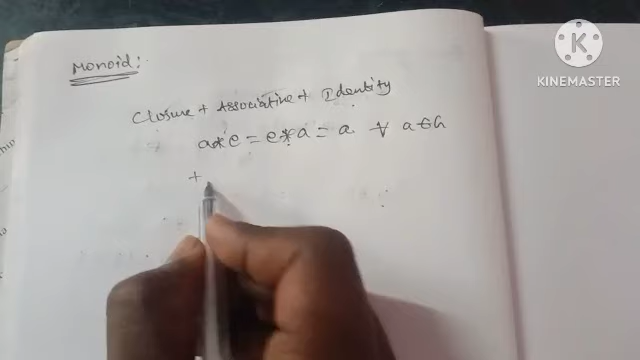 Monoid:-
Closure + Associative + Identity
a*e = e*a = a ∀ a∈G
+
K
KINEMASTER